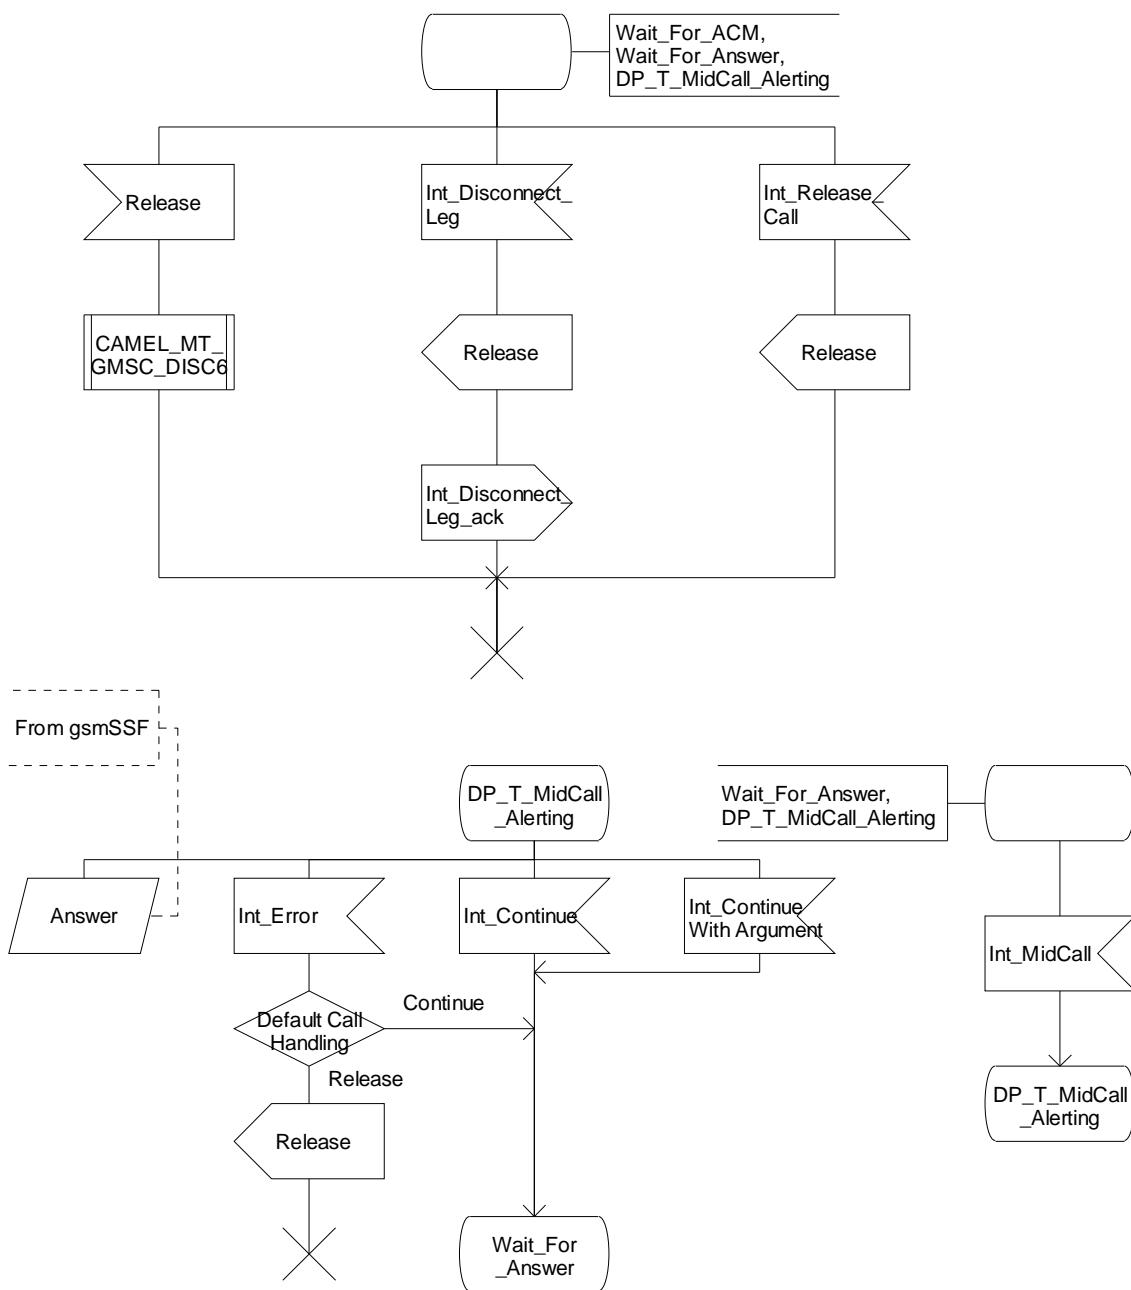 Wait_For_ACM,
Wait_For_Answer,
DP_T_MidCall_Alerting
Release
Int_Disconnect_
Leg
Int_Release_
Call
CAMEL_MT_
GMSC_DISC6
Release
Release
Int_Disconnect_
Leg_ack
From gsmSSF
DP_T_MidCall
_Alerting
Wait_For_Answer,
DP_T_MidCall_Alerting
Answer
Int_Error
Int_Continue
Int_Continue_
With Argument
Int_MidCall
Default Call
Handling
Continue
Release
DP_T_MidCall
_Alerting
Release
Wait_For
_Answer